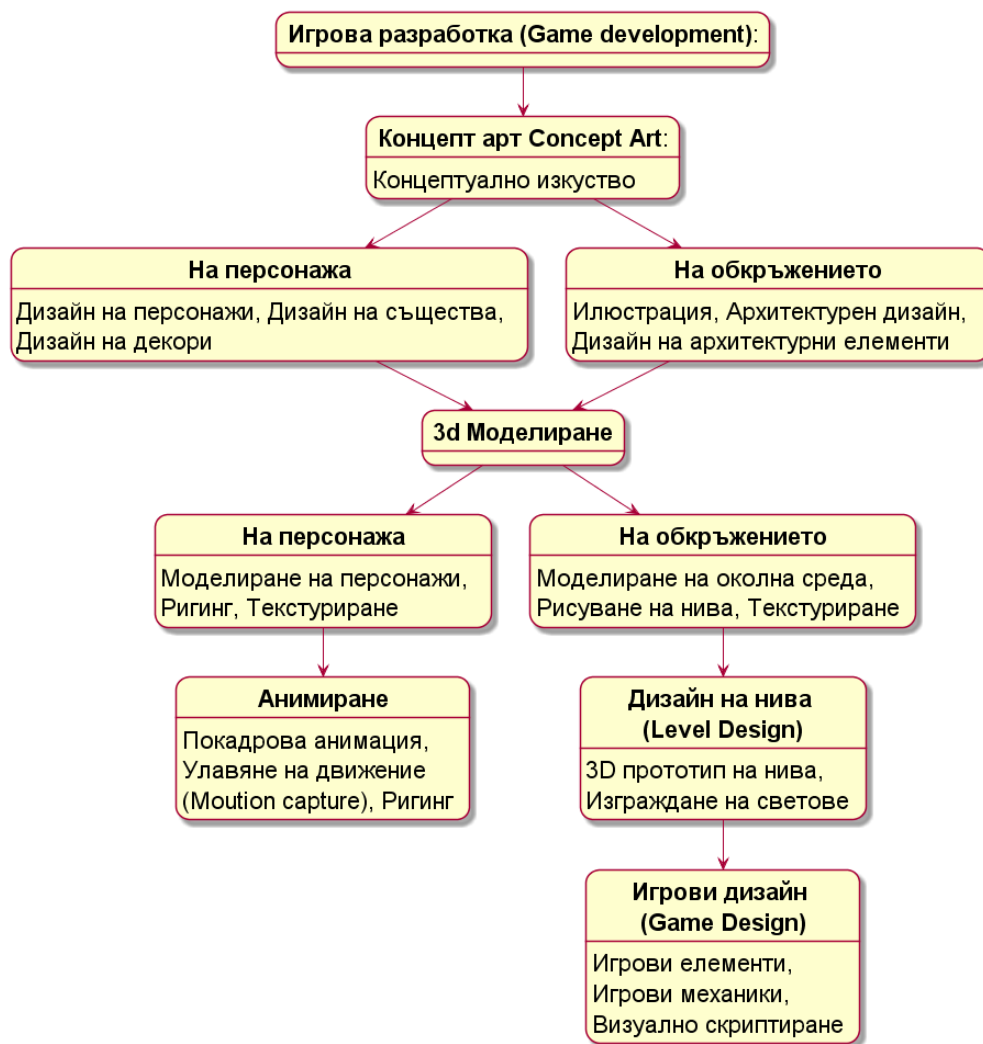 Игрова разработка (Game development):
Концепт арт Concept Art:
Концептуално изкуство
На персонажа
Дизайн на персонажи, Дизайн на същества,
Дизайн на декори
На обкръжението
Илюстрация, Архитектурен дизайн,
Дизайн на архитектурни елементи
3d Моделиране
На персонажа
Моделиране на персонажи,
Ригинг, Текстуриране
На обкръжението
Моделиране на околна среда,
Рисуване на нива, Текстуриране
Анимиране
Покадрова анимация,
Улавяне на движение
(Moution capture), Ригинг
Дизайн на нива
(Level Design)
3D прототип на нива,
Изграждане на светове
Игрови дизайн
(Game Design)
Игрови елементи,
Игрови механики,
Визуално скриптиране